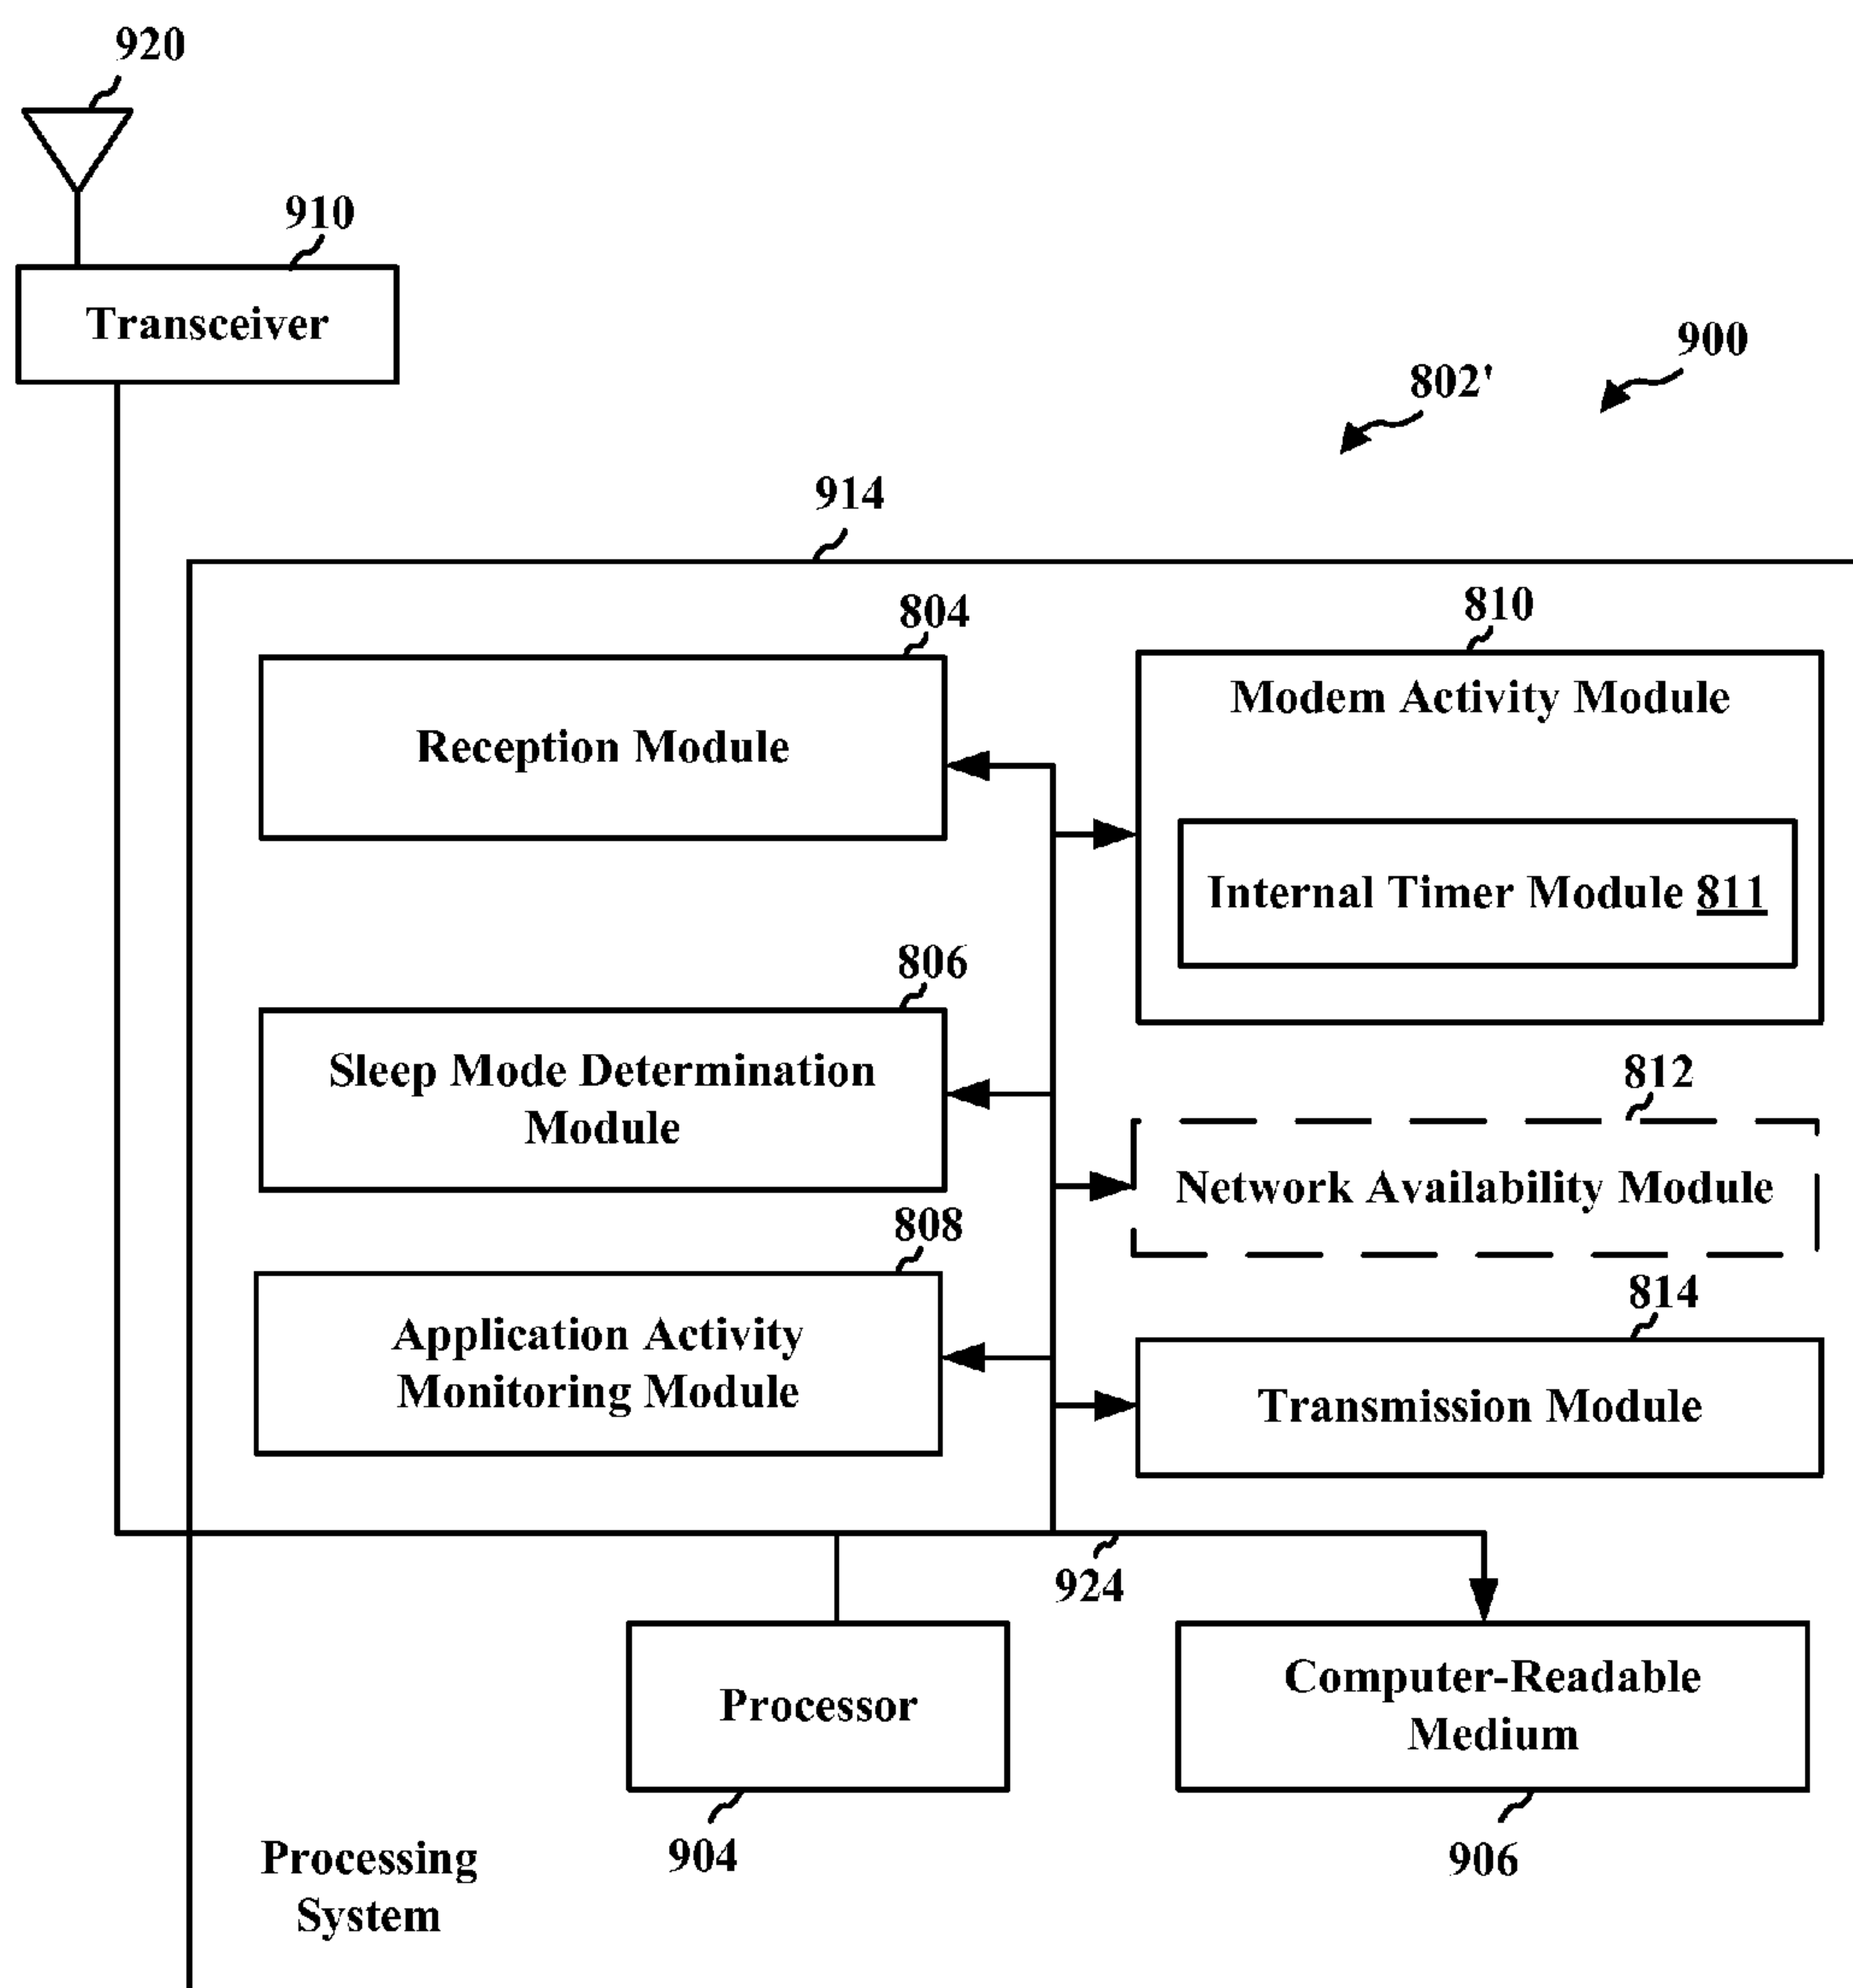 920
910
Transceiver
900
802'
914
804
810
Reception Module
Modem Activity Module
Internal Timer Module 811
806
Sleep Mode Determination
Module
812
Network Availability Module
808
Application Activity
Monitoring Module
814
Transmission Module
924
Processor
Computer-Readable
Medium
904
906
Processing
System